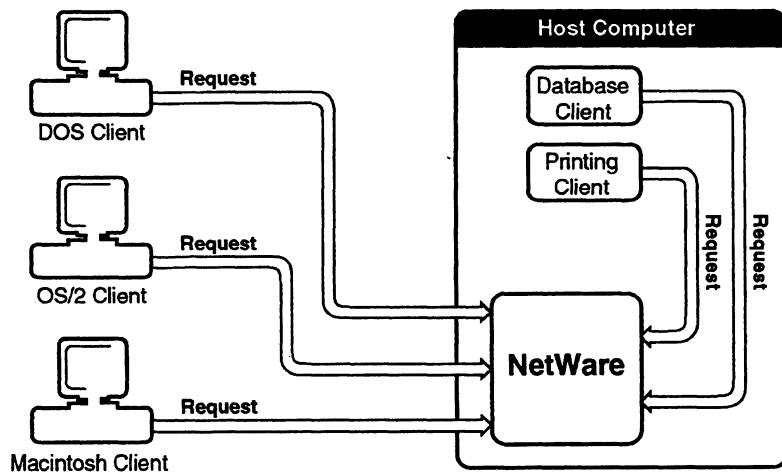 Host Computer
Request
DOS Client
Database
Client
Printing
Client
Request
OS/2 Client
Request
Request
NetWare
Request
Macintosh Client